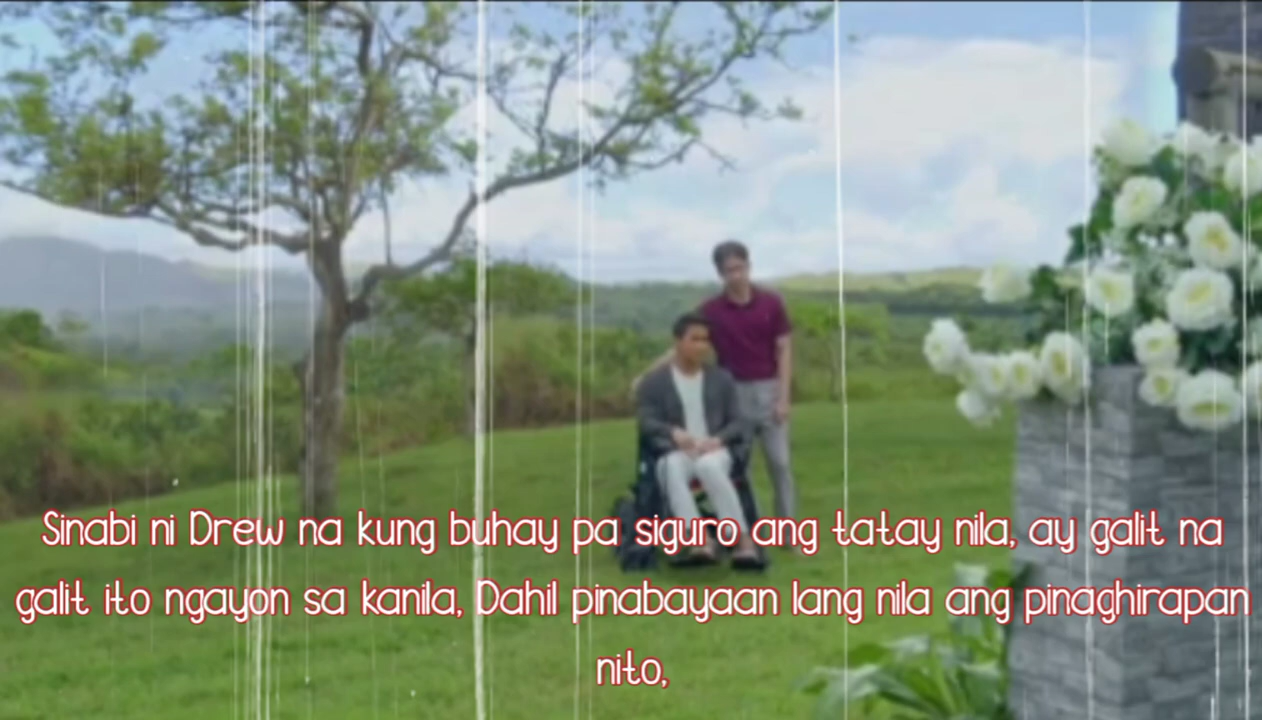 Sinabi ni Drew na kung buhay pa siguro ang tatay nila, ay galit na
galit ito ngayon sa kanila, Dahil pinabayaan lang nila ang pinaghirapan
nito,